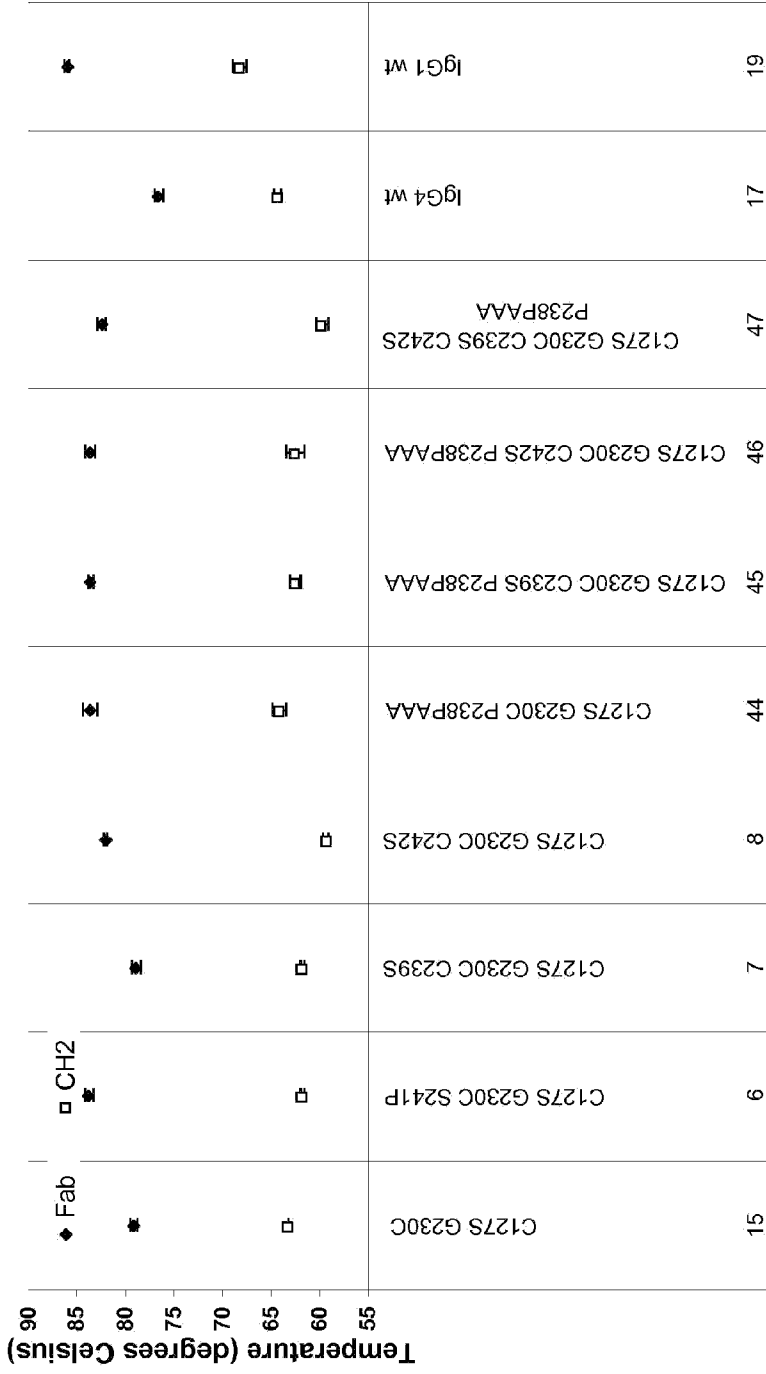 Temperature (degrees Celsius)
90
85
80
75
70
65
60
55
Fab
CH2
C127S G230C
C127S G230C S241P
C127S G230C C239S
C127S G230C C242S
C127S G230C P238PAAA
C127S G230C C239S P238PAAA
C127S G230C C242S P238PAAA
C127S G230C C239S C242S
P238PAAA
IgG4 wt
IgG1 wt
15
6
7
8
44
45
46
47
17
19